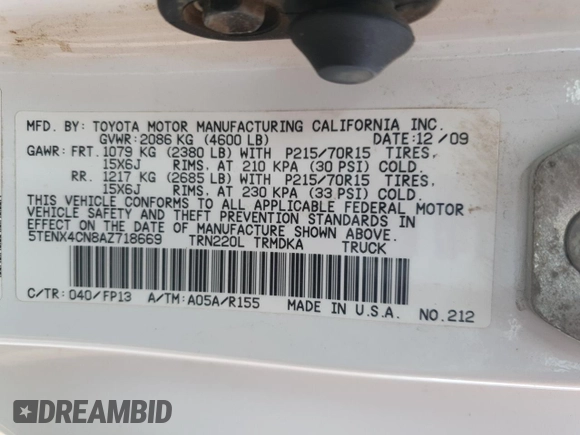 MFD. BY: TOYOTA MOTOR MANUFACTURING CALIFORNIA INC.
GVWR: 2086 KG (4600 LB) DATE: 12 /09
GAWR: FRT. 1079 KG (2380 LB) WITH P215/70R15 TIRES,
15X6J RIMS, AT 210 KPA (30 PSI) COLD.
RR. 1217 KG (2685 LB) WITH P215/70R15 TIRES,
15X6J RIMS, AT 230 KPA (33 PSI) COLD.
THIS VEHICLE CONFORMS TO ALL APPLICABLE FEDERAL MOTOR
VEHICLE SAFETY AND THEFT PREVENTION STANDARDS IN
EFFECT ON THE DATE OF MANUFACTURE SHOWN ABOVE.
5TENX4CN8AZ718669 TRN220L TRMDKA TRUCK
C/TR: 040/FP13 A/TM: A05A/R155 MADE IN U.S.A. NO. 212
DREAMBID